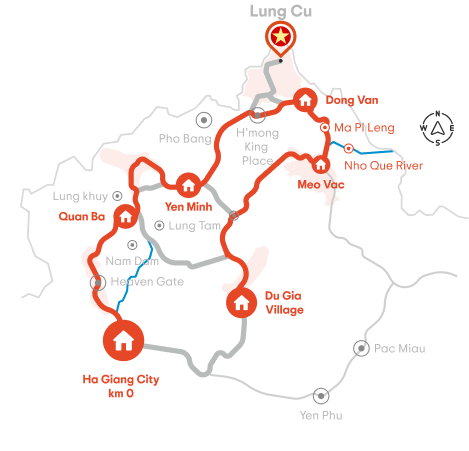 Lung Cu
Dong Van
Ma Pl Leng
Pho Bang
H'mong
King
Place
Nho Que River
Meo Vac
Lung khuy
Yen Minh
Quan Ba
Lung Tam
N
W
E
S
Nam Dam
Heaven Gate
Du Gia
Village
Pac Miau
Ha Giang City
km 0
Yen Phu